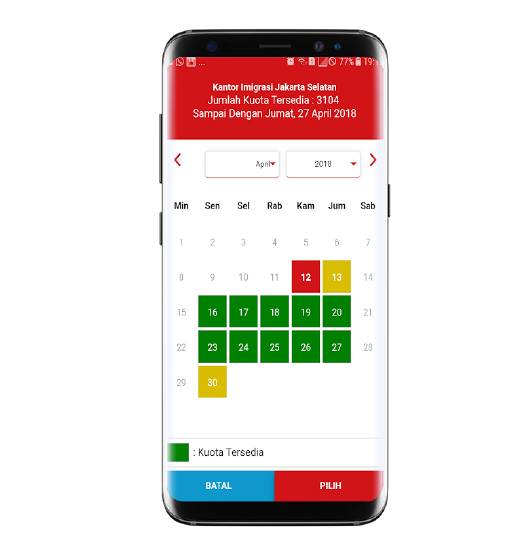 ... 77% 19:
Kantor Imigrasi Jakarta Selatan
Jumlah Kuota Tersedia : 3104
Sampai Dengan Jumat, 27 April 2018
April 2018
Min Sen Sel Rab Kam Jum Sab
1 2 3 4 5 6 7
8 9 10 11 12 13 14
15 16 17 18 19 20 21
22 23 24 25 26 27 28
29 30
: Kuota Tersedia
BATAL PILIH